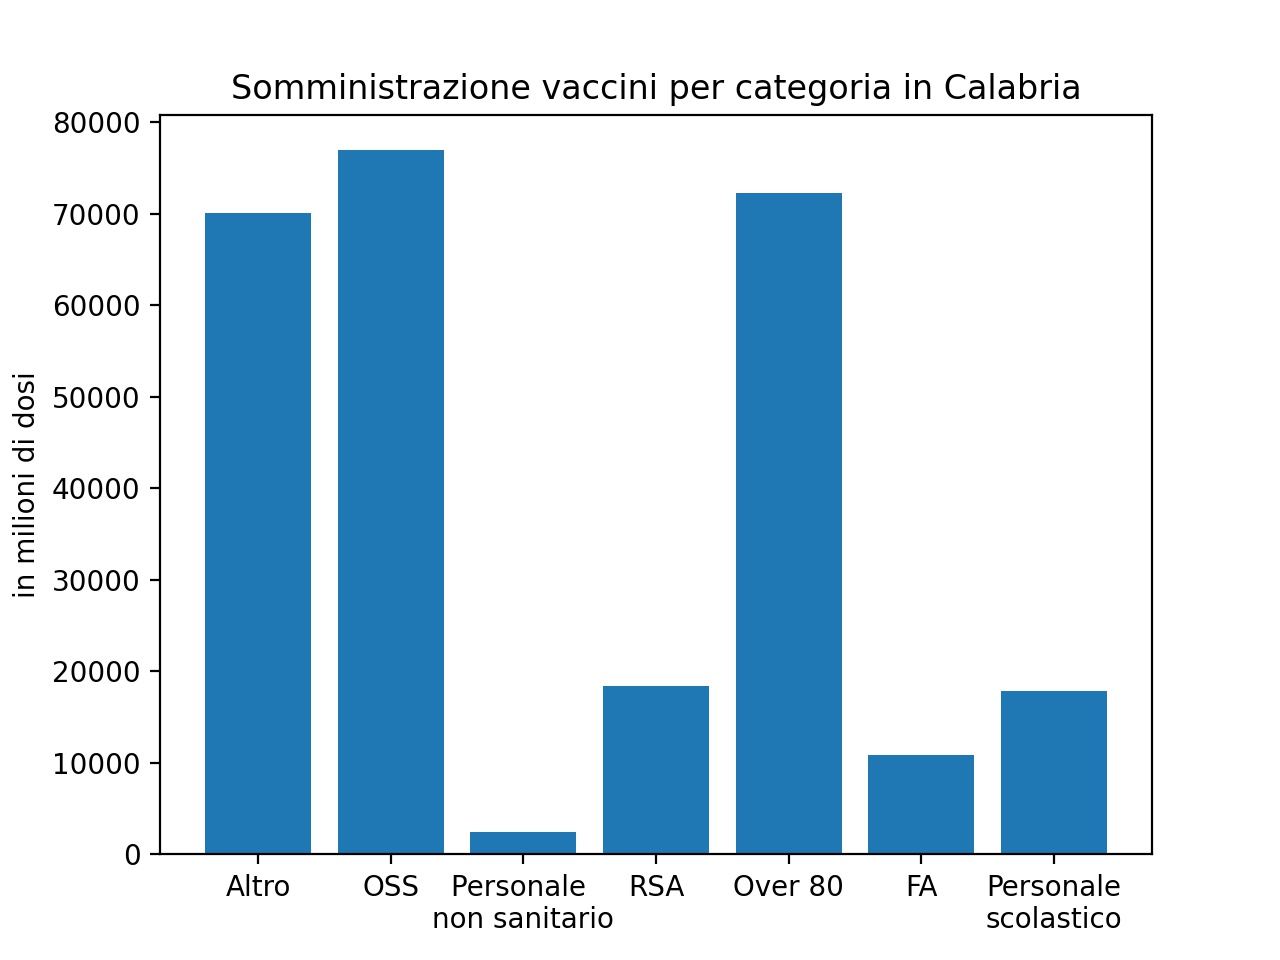 Somministrazione vaccini per categoria in Calabria
in milioni di dosi
80000
70000
60000
50000
40000
30000
20000
10000
0
Altro
OSS
Personale
non sanitario
RSA
Over 80
FA
Personale
scolastico